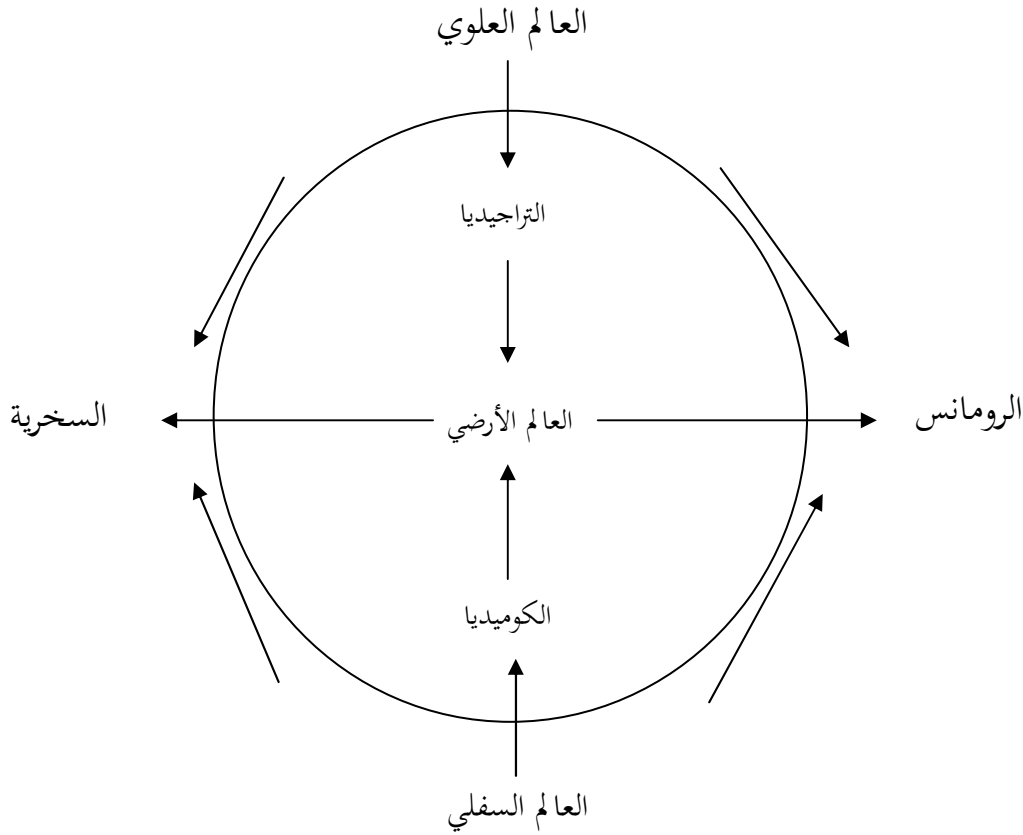 العالم العلوي
التراجيديا
الرومانس
العالم الأرضي
السخرية
الكوميديا
العالم السفلي